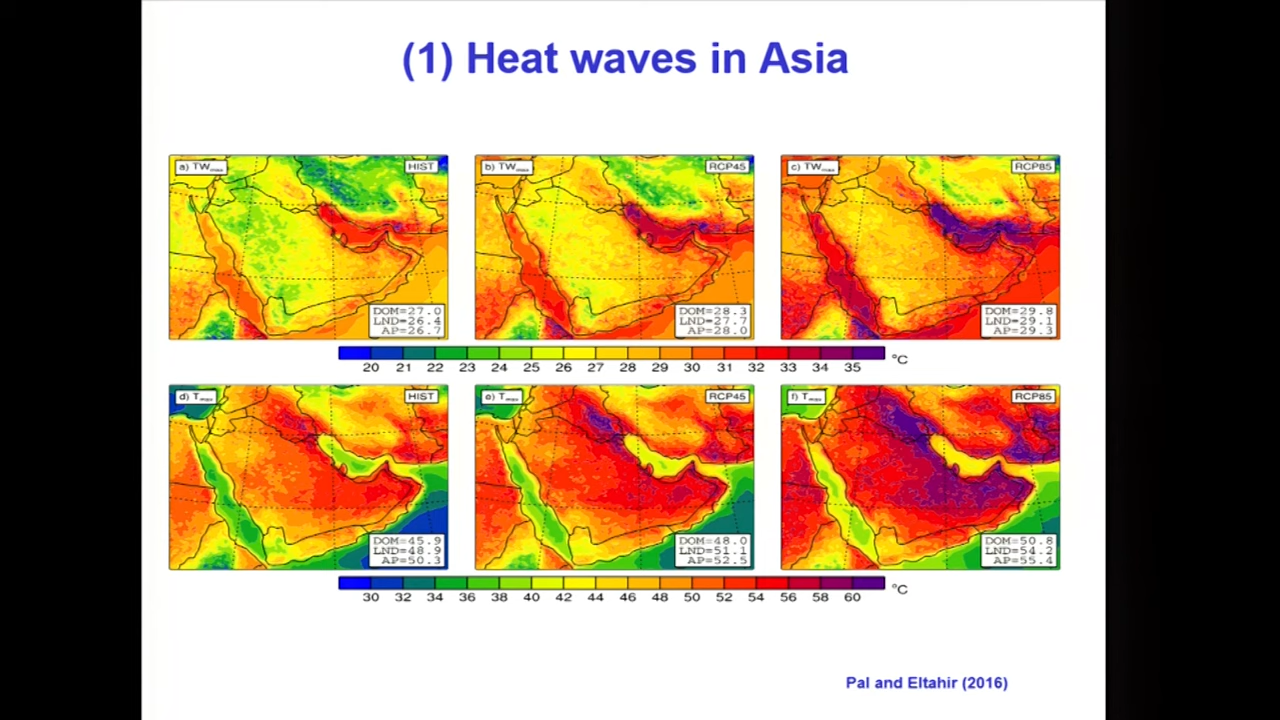 (1) Heat waves in Asia
a) TWmax HIST
DOM=27.0
LND=26.4
AP=26.7
b) TWmax RCP45
DOM=28.3
LND=27.7
AP=28.0
c) TWmax RCP85
DOM=29.8
LND=29.1
AP=29.3
20 21 22 23 24 25 26 27 28 29 30 31 32 33 34 35 °C
d) Tmax HIST
DOM=45.9
LND=48.9
AP=50.3
e) Tmax RCP45
DOM=48.0
LND=51.1
AP=52.5
f) Tmax RCP85
DOM=50.8
LND=54.2
AP=55.4
30 32 34 36 38 40 42 44 46 48 50 52 54 56 58 60 °C
Pal and Eltahir (2016)